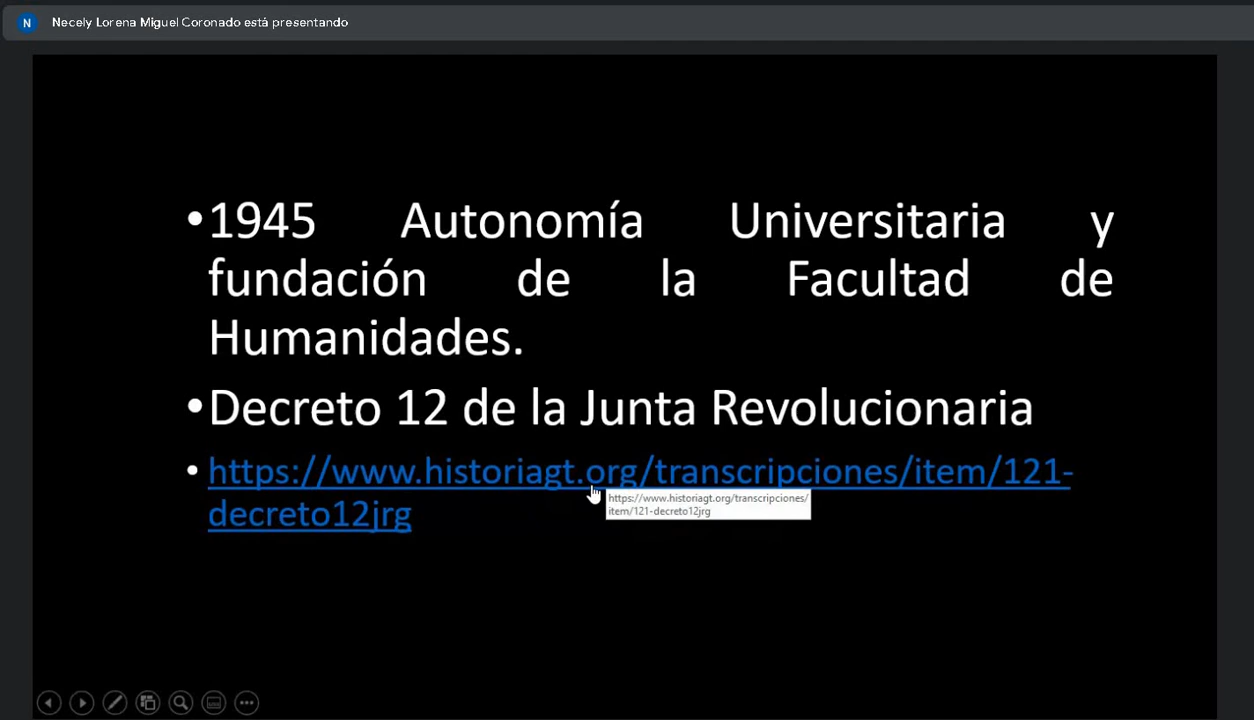 N Necely Lorena Miguel Coronado está presentando
•1945 Autonomía Universitaria y
fundación de la Facultad de
Humanidades.
•Decreto 12 de la Junta Revolucionaria
• https://www.historiagt.org/transcripciones/item/121-
decreto12jrg
https://www.historiagt.org/transcripciones/
item/121-decreto12jrg